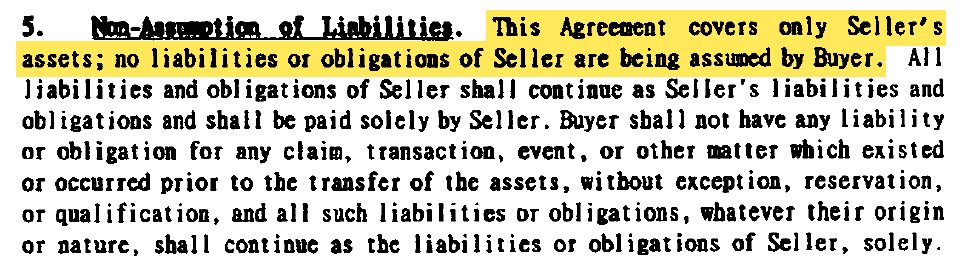 5. Non-Assumption of Liabilities. This Agreement covers only Seller's
assets; no liabilities or obligations of Seller are being assumed by Buyer. All
liabilities and obligations of Seller shall continue as Seller's liabilities and
obligations and shall be paid solely by Seller. Buyer shall not have any liability
or obligation for any claim, transaction, event, or other matter which existed
or occurred prior to the transfer of the assets, without exception, reservation,
or qualification, and all such liabilities or obligations, whatever their origin
or nature, shall continue as the liabilities or obligations of Seller, solely.